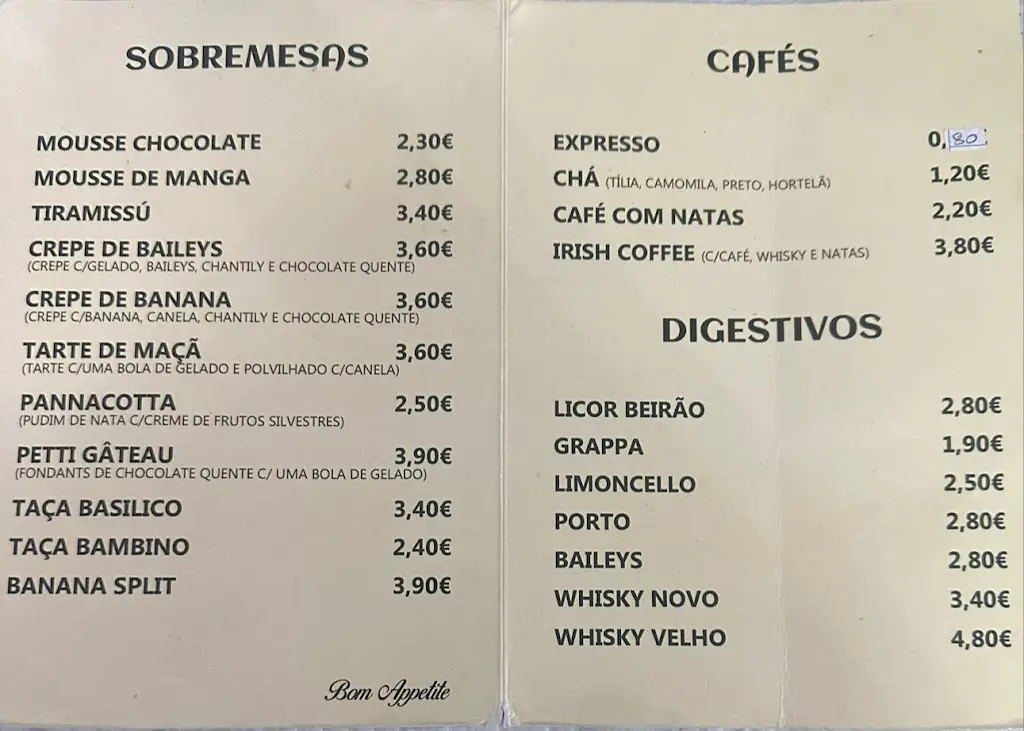 SOBREMESAS
MOUSSE CHOCOLATE 2,30€
MOUSSE DE MANGA 2,80€
TIRAMISSÚ 3,40€
CREPE DE BAILEYS 3,60€
(CREPE C/GELADO, BAILEYS, CHANTILY E CHOCOLATE QUENTE)
CREPE DE BANANA 3,60€
(CREPE C/BANANA, CANELA, CHANTILY E CHOCOLATE QUENTE)
TARTE DE MAÇÃ 3,60€
(TARTE C/UMA BOLA DE GELADO E POLVILHADO C/CANELA)
PANNACOTTA 2,50€
(PUDIM DE NATA C/CREME DE FRUTOS SILVESTRES)
PETTI GÂTEAU 3,90€
(FONDANTS DE CHOCOLATE QUENTE C/ UMA BOLA DE GELADO)
TAÇA BASILICO 3,40€
TAÇA BAMBINO 2,40€
BANANA SPLIT 3,90€
Bom Appetite
CAFÉS
EXPRESSO 0,80
CHÁ (TÍLIA, CAMOMILA, PRETO, HORTELÃ) 1,20€
CAFÉ COM NATAS 2,20€
IRISH COFFEE (C/CAFÉ, WHISKY E NATAS) 3,80€
DIGESTIVOS
LICOR BEIRÃO 2,80€
GRAPPA 1,90€
LIMONCELLO 2,50€
PORTO 2,80€
BAILEYS 2,80€
WHISKY NOVO 3,40€
WHISKY VELHO 4,80€